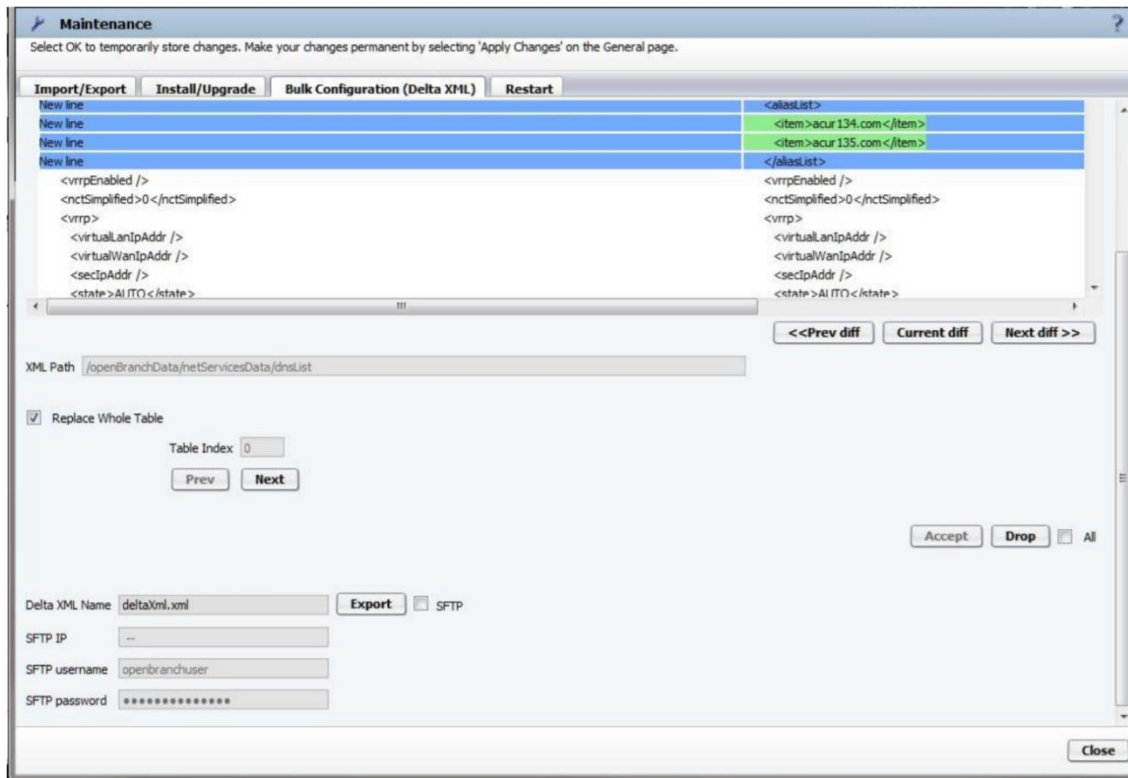 Maintenance
?
Select OK to temporarily store changes. Make your changes permanent by selecting 'Apply Changes' on the General page.
Import/Export Install/Upgrade Bulk Configuration (Delta XML) Restart
New line <aliasList>
New line <item>acur134.com</item>
New line <item>acur135.com</item>
New line </aliasList>
<vrrpEnabled /> <vrrpEnabled />
<nctSimplified>0</nctSimplified> <nctSimplified>0</nctSimplified>
<vrrp> <vrrp>
<virtualLanIpAddr /> <virtualLanIpAddr />
<virtualWanIpAddr /> <virtualWanIpAddr />
<secIpAddr /> <secIpAddr />
<state>AUTO</state> <state>AUTO</state>
<<Prev diff Current diff Next diff >>
XML Path /openBranchData/netServicesData/dnsList
Replace Whole Table
Table Index 0
Prev Next
Accept Drop All
Delta XML Name deltaXml.xml Export SFTP
SFTP IP --
SFTP username openbranchuser
SFTP password ••••••••••••••
Close